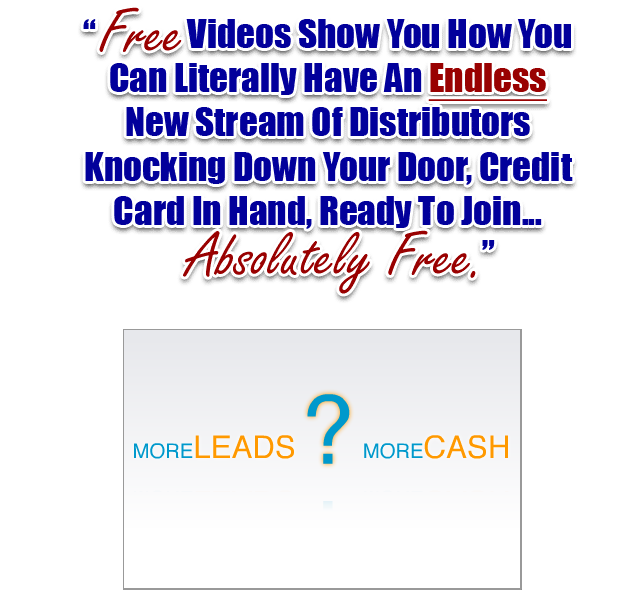 “Free Videos Show You How You
Can Literally Have An Endless
New Stream Of Distributors
Knocking Down Your Door, Credit
Card In Hand, Ready To Join...
Absolutely Free.”
MORELEADS ? MORECASH